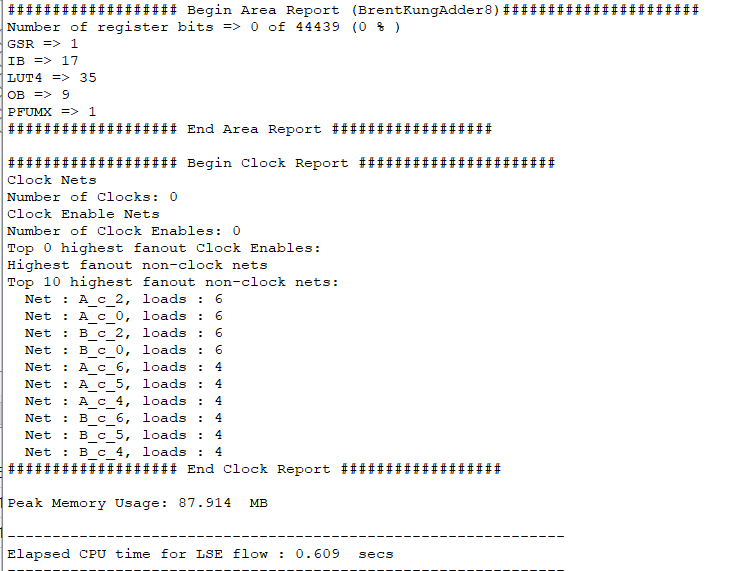 ################### Begin Area Report (BrentKungAdder8)######################
Number of register bits => 0 of 44439 (0 % )
GSR => 1
IB => 17
LUT4 => 35
OB => 9
PFUMX => 1
################### End Area Report ##################
################### Begin Clock Report ######################
Clock Nets
Number of Clocks: 0
Clock Enable Nets
Number of Clock Enables: 0
Top 0 highest fanout Clock Enables:
Highest fanout non-clock nets
Top 10 highest fanout non-clock nets:
  Net : A_c_2, loads : 6
  Net : A_c_0, loads : 6
  Net : B_c_2, loads : 6
  Net : B_c_0, loads : 6
  Net : A_c_6, loads : 4
  Net : A_c_5, loads : 4
  Net : A_c_4, loads : 4
  Net : B_c_6, loads : 4
  Net : B_c_5, loads : 4
  Net : B_c_4, loads : 4
################### End Clock Report ##################
Peak Memory Usage: 87.914  MB
--------------------------------------------------------------
Elapsed CPU time for LSE flow : 0.609  secs
--------------------------------------------------------------